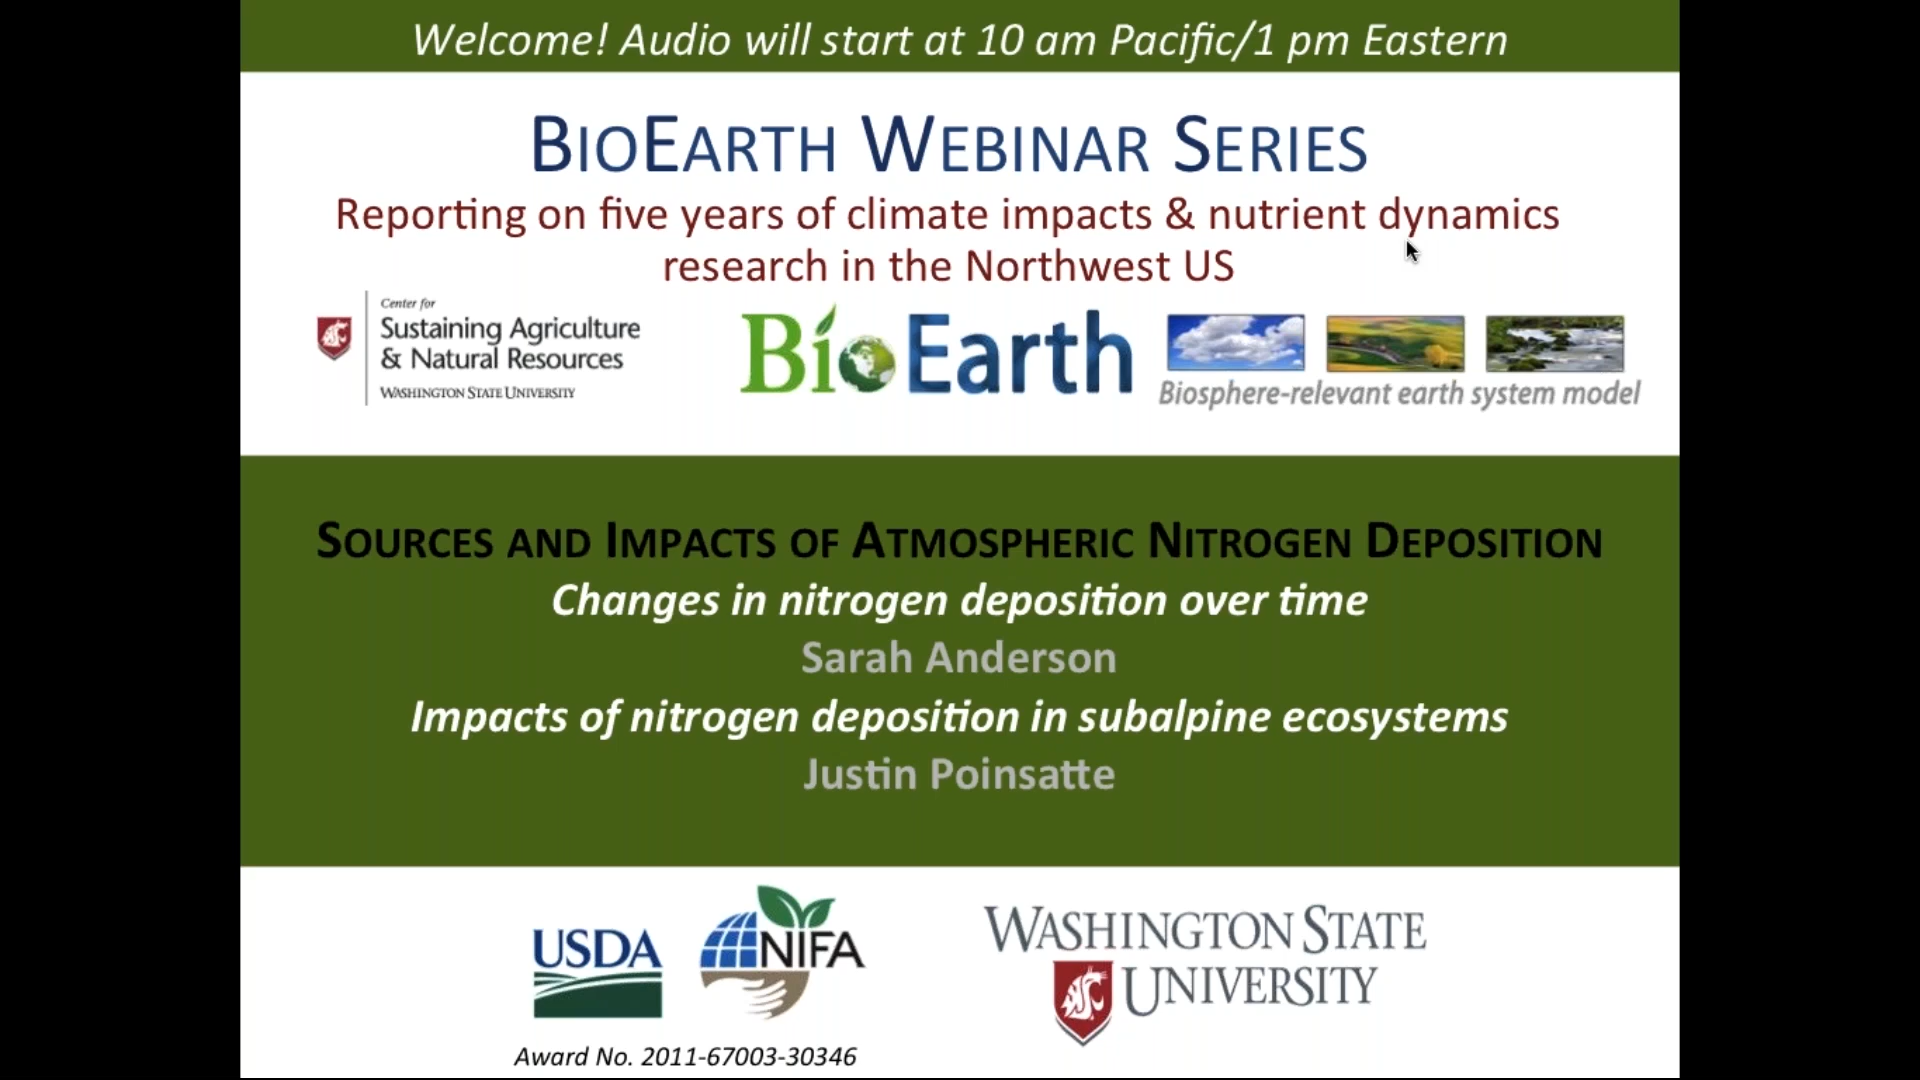 Welcome! Audio will start at 10 am Pacific/1 pm Eastern
BIOEARTH WEBINAR SERIES
Reporting on five years of climate impacts & nutrient dynamics
research in the Northwest US
Center for
Sustaining Agriculture
& Natural Resources
WASHINGTON STATE UNIVERSITY
BioEarth
Biosphere-relevant earth system model
SOURCES AND IMPACTS OF ATMOSPHERIC NITROGEN DEPOSITION
Changes in nitrogen deposition over time
Sarah Anderson
Impacts of nitrogen deposition in subalpine ecosystems
Justin Poinsatte
USDA
NIFA
WASHINGTON STATE
UNIVERSITY
Award No. 2011-67003-30346